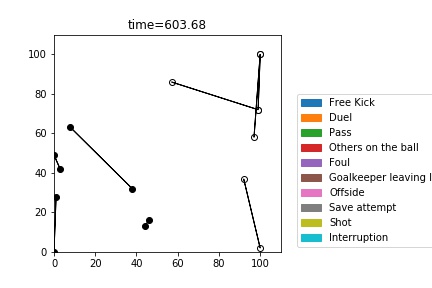 time=603.68
100
80
60
40
20
0
0
20
40
60
80
100
Free Kick
Duel
Pass
Others on the ball
Foul
Goalkeeper leaving l
Offside
Save attempt
Shot
Interruption